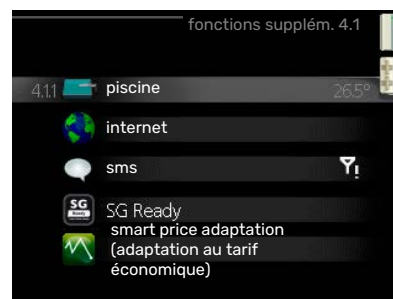 fonctions supplém. 4.1
4.1.1 piscine 26.5°
internet
sms
SG Ready SG Ready
smart price adaptation
(adaptation au tarif
économique)